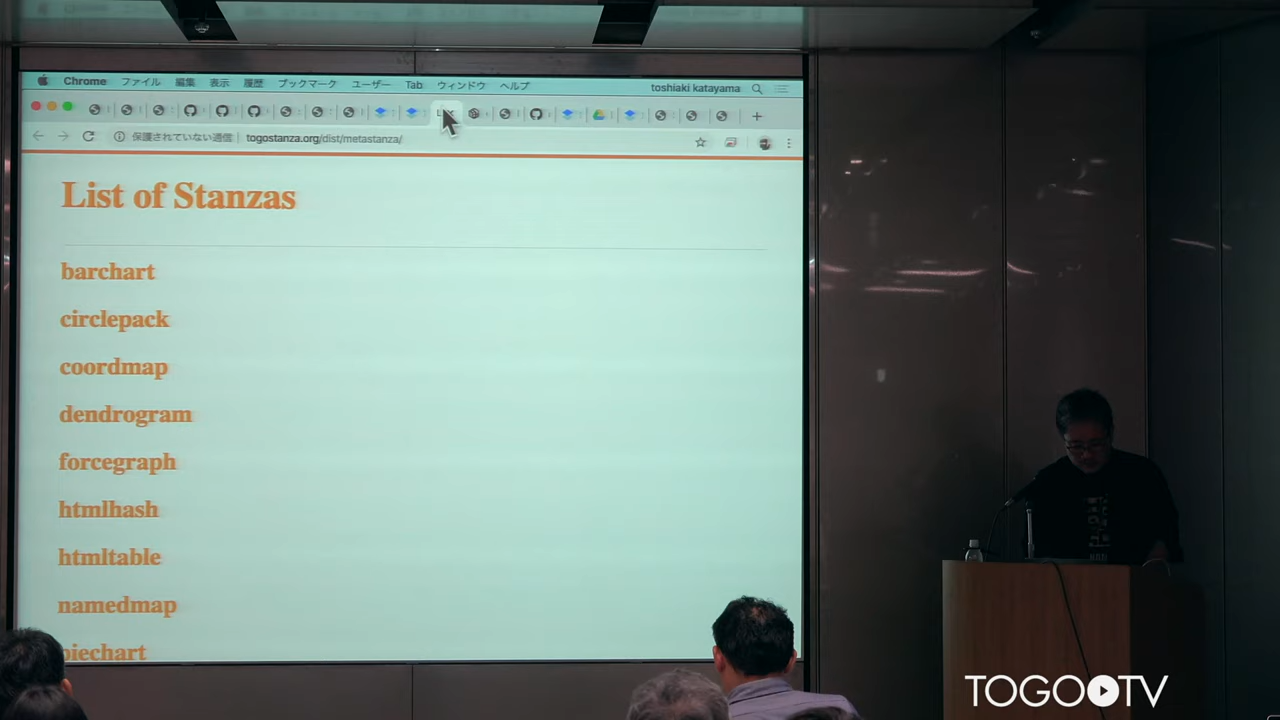 Chrome ファイル 編集 表示 履歴 ブックマーク ユーザー Tab ウィンドウ ヘルプ toshiaki katayama
保護されていない通信 togostanza.org/dist/metastanza/
List of Stanzas
barchart
circlepack
coordmap
dendrogram
forcegraph
htmlhash
htmltable
namedmap
piechart
TOGOTV